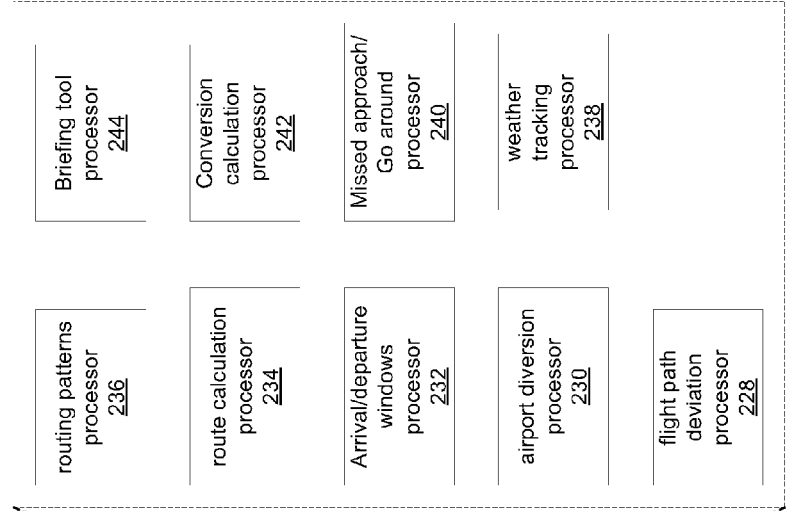 routing patterns
processor
236
Briefing tool
processor
244
route calculation
processor
234
Conversion
calculation
processor
242
Arrival/departure
windows
processor
232
Missed approach/
Go around
processor
240
airport diversion
processor
230
weather
tracking
processor
238
flight path
deviation
processor
228